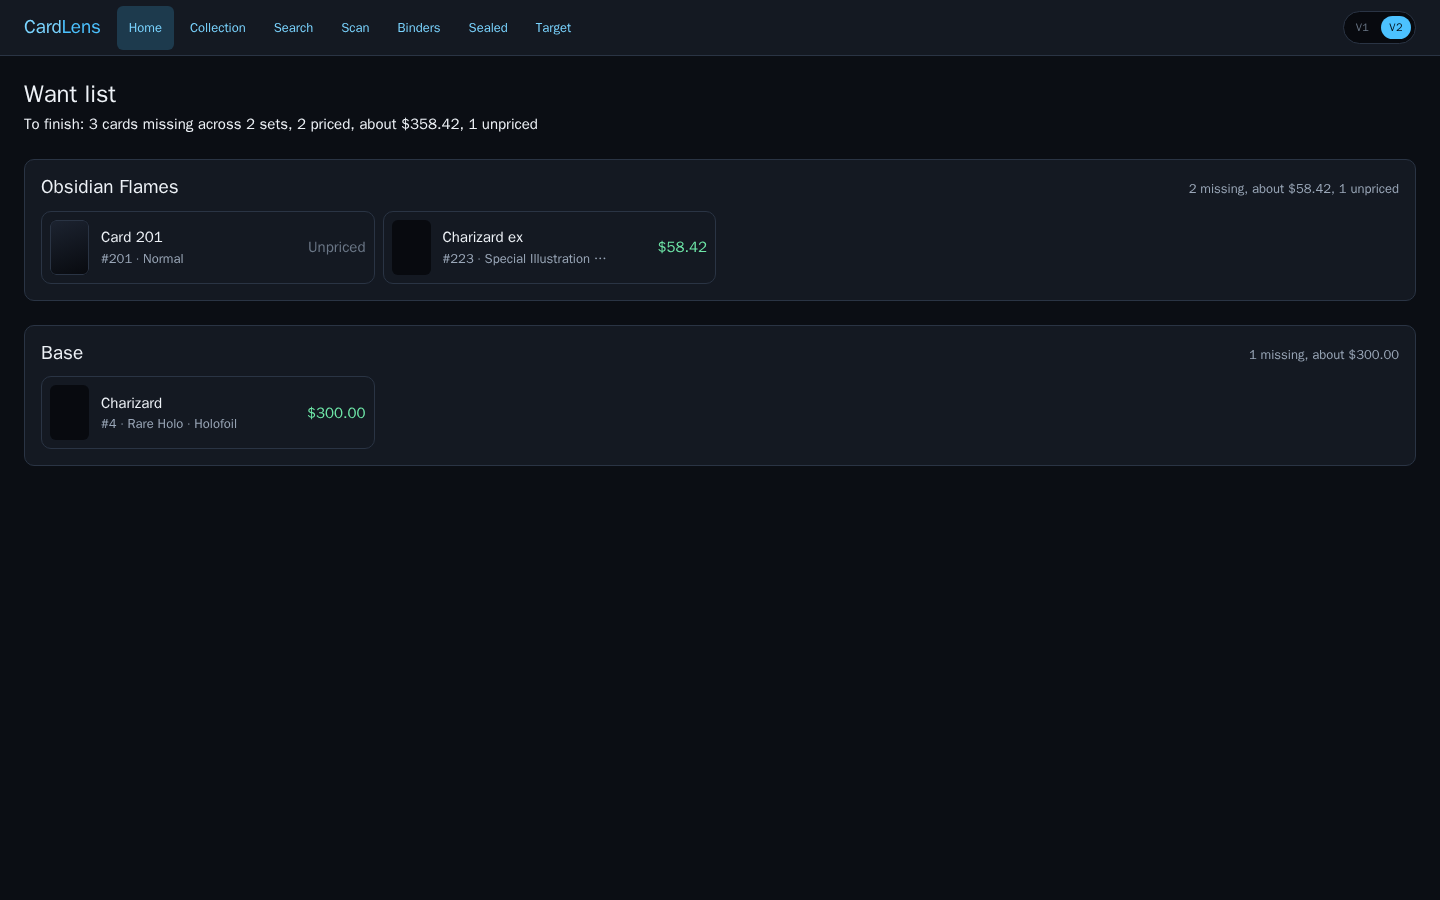 CardLens
Home
Collection
Search
Scan
Binders
Sealed
Target
V1
V2
Want list
To finish: 3 cards missing across 2 sets, 2 priced, about $358.42, 1 unpriced
Obsidian Flames
2 missing, about $58.42, 1 unpriced
Card 201
#201 · Normal
Unpriced
Charizard ex
#223 · Special Illustration ...
$58.42
Base
1 missing, about $300.00
Charizard
#4 · Rare Holo · Holofoil
$300.00